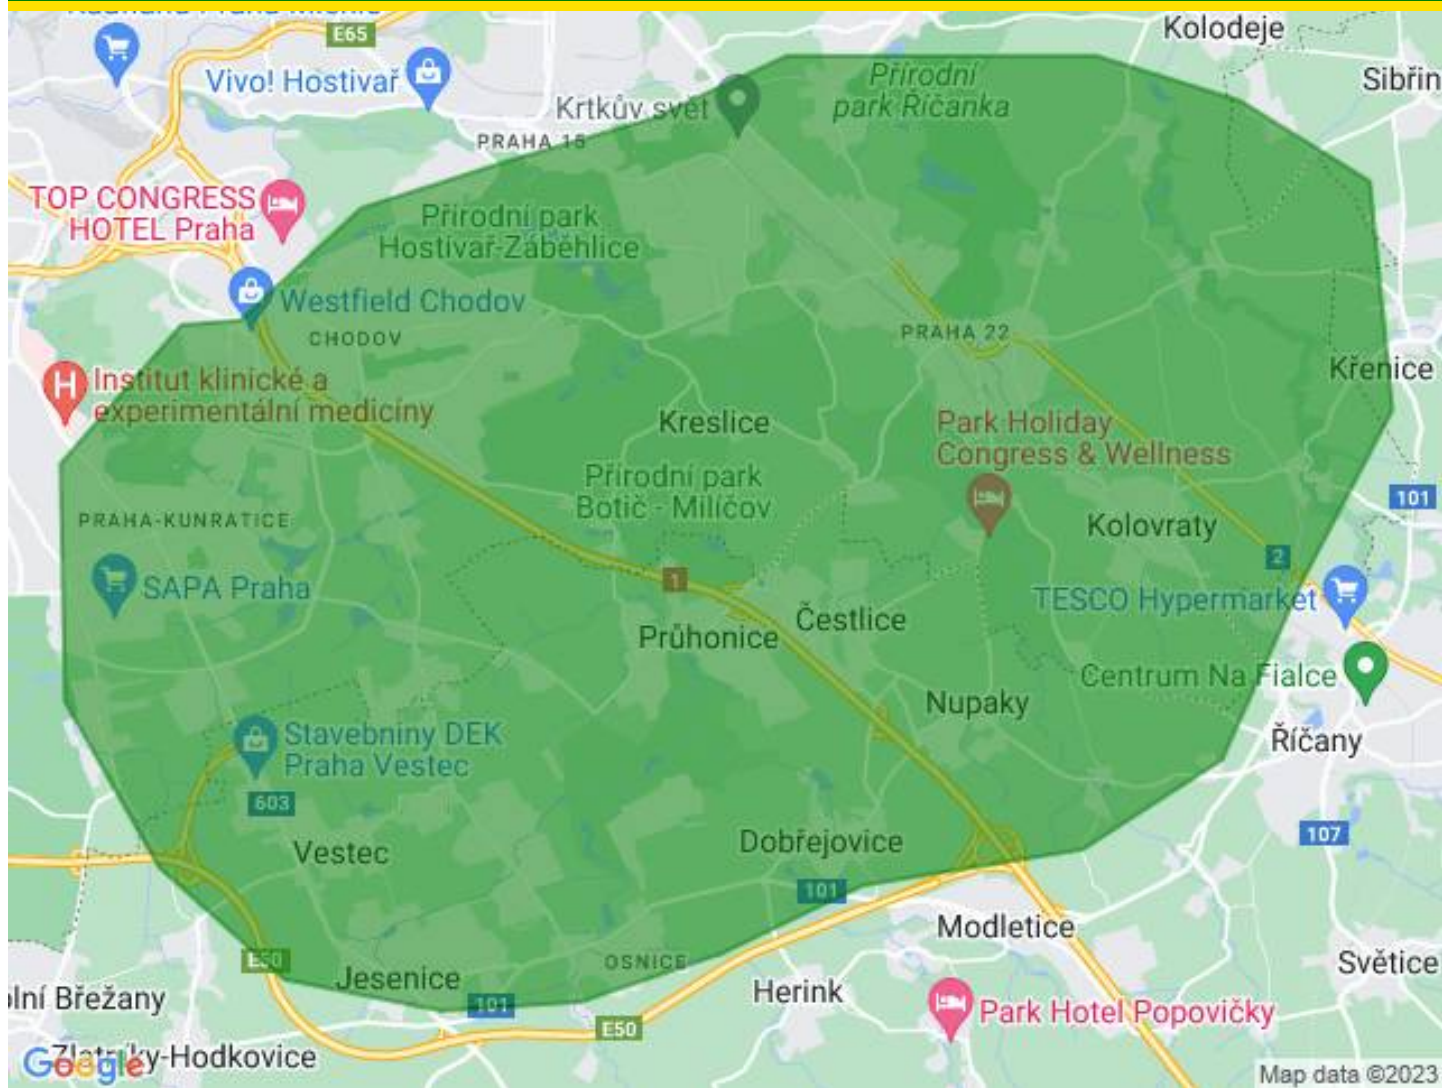 E65
Kolodeje
Vivo! Hostivař
Přírodní
park Říčanka
Sibřin
Krtkův svět
PRAHA 15
TOP CONGRESS
HOTEL Praha
Přírodní park
Hostivař-Záběhlice
Westfield Chodov
CHODOV
PRAHA 22
Křenice
Institut klinické a
experimentální medicíny
Kreslice
Park Holiday
Congress & Wellness
Přírodní park
Botič - Milíčov
101
PRAHA-KUNRATICE
Kolovraty
2
SAPA Praha
1
TESCO Hypermarket
Čestlice
Průhonice
Centrum Na Fialce
Nupaky
Stavebniny DEK
Praha Vestec
Říčany
603
107
Vestec
Dobřejovice
101
Modletice
E50
OSNICE
Světice
Jesenice
lní Břežany
101
Herink
Park Hotel Popovičky
E50
Google
y-Hodkovice
Map data ©2023